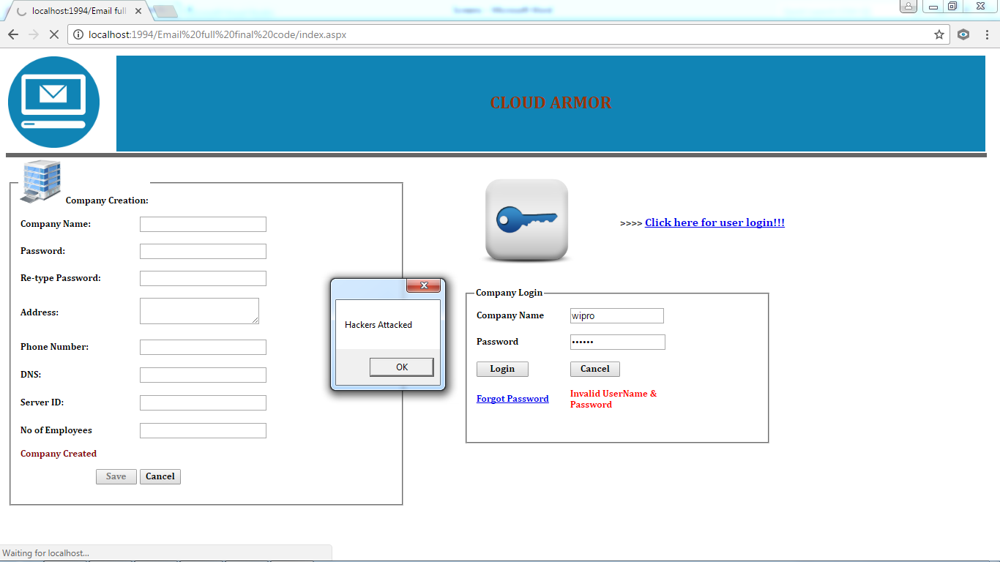 localhost:1994/Email full
localhost:1994/Email%20full%20final%20code/index.aspx
CLOUD ARMOR
Company Creation:
Company Name:
Password:
Re-type Password:
Address:
Phone Number:
DNS:
Server ID:
No of Employees
Company Created
Save Cancel
>>>> Click here for user login!!!
Company Login
Company Name wipro
Password ••••••
Login Cancel
Forgot Password
Invalid UserName &
Password
Hackers Attacked
OK
Waiting for localhost...